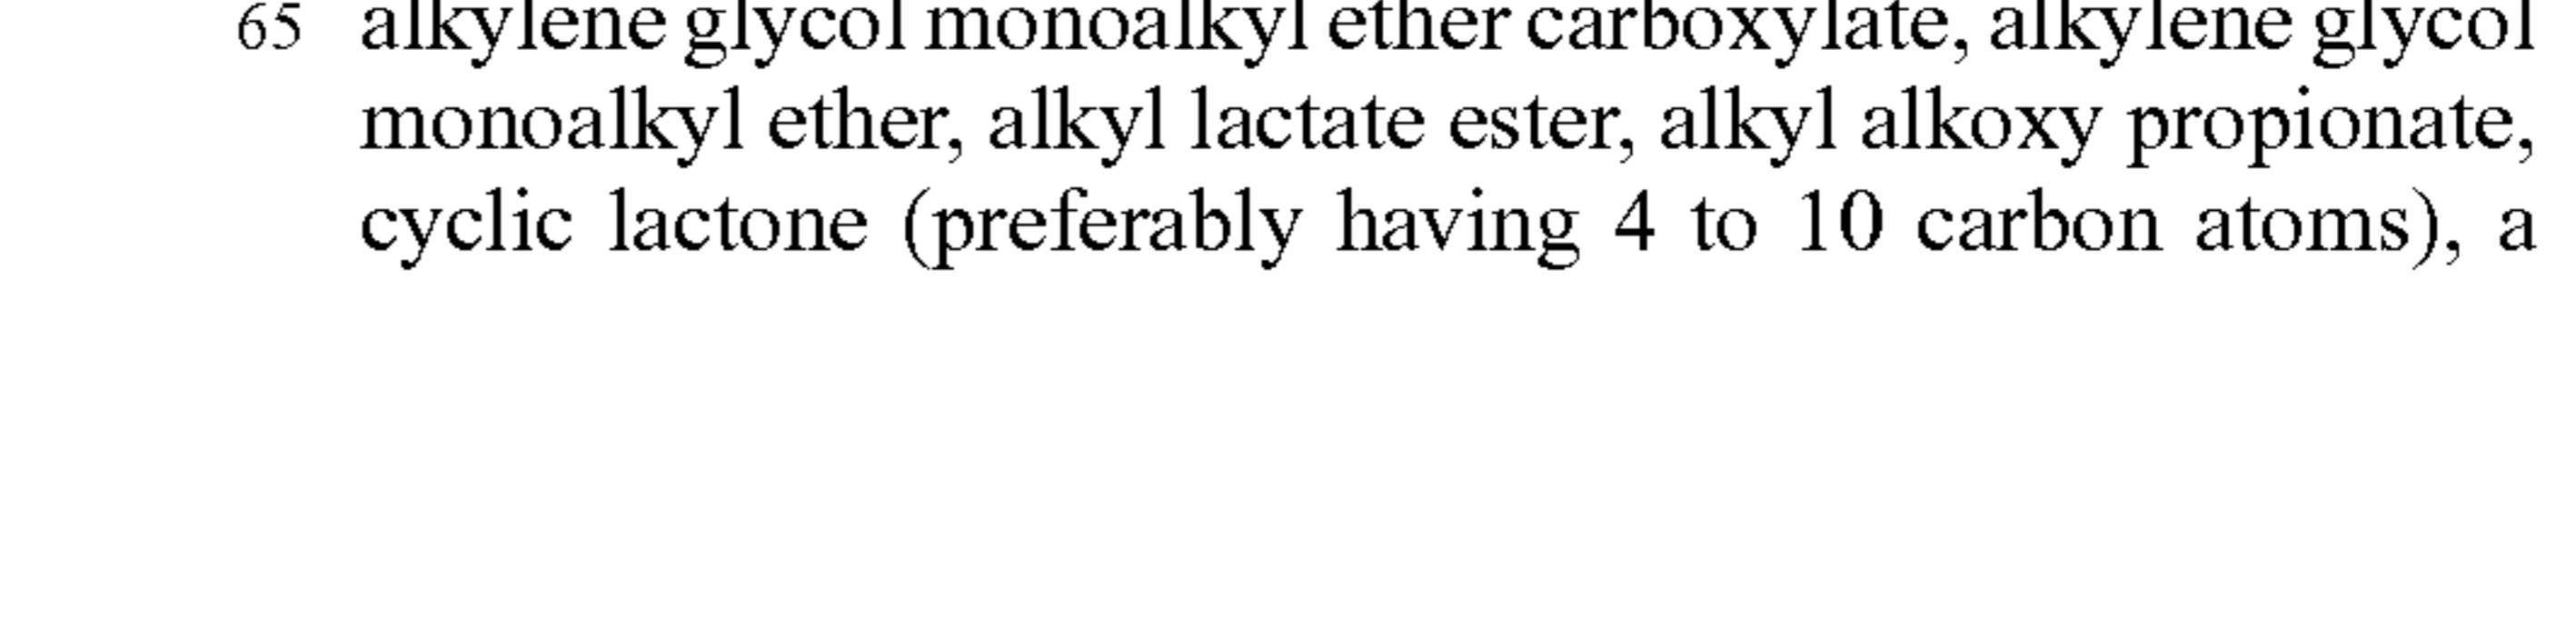 65 alkylene glycol monoalkyl ether carboxylate, alkylene glycol
monoalkyl ether, alkyl lactate ester, alkyl alkoxy propionate,
cyclic lactone (preferably having 4 to 10 carbon atoms), a